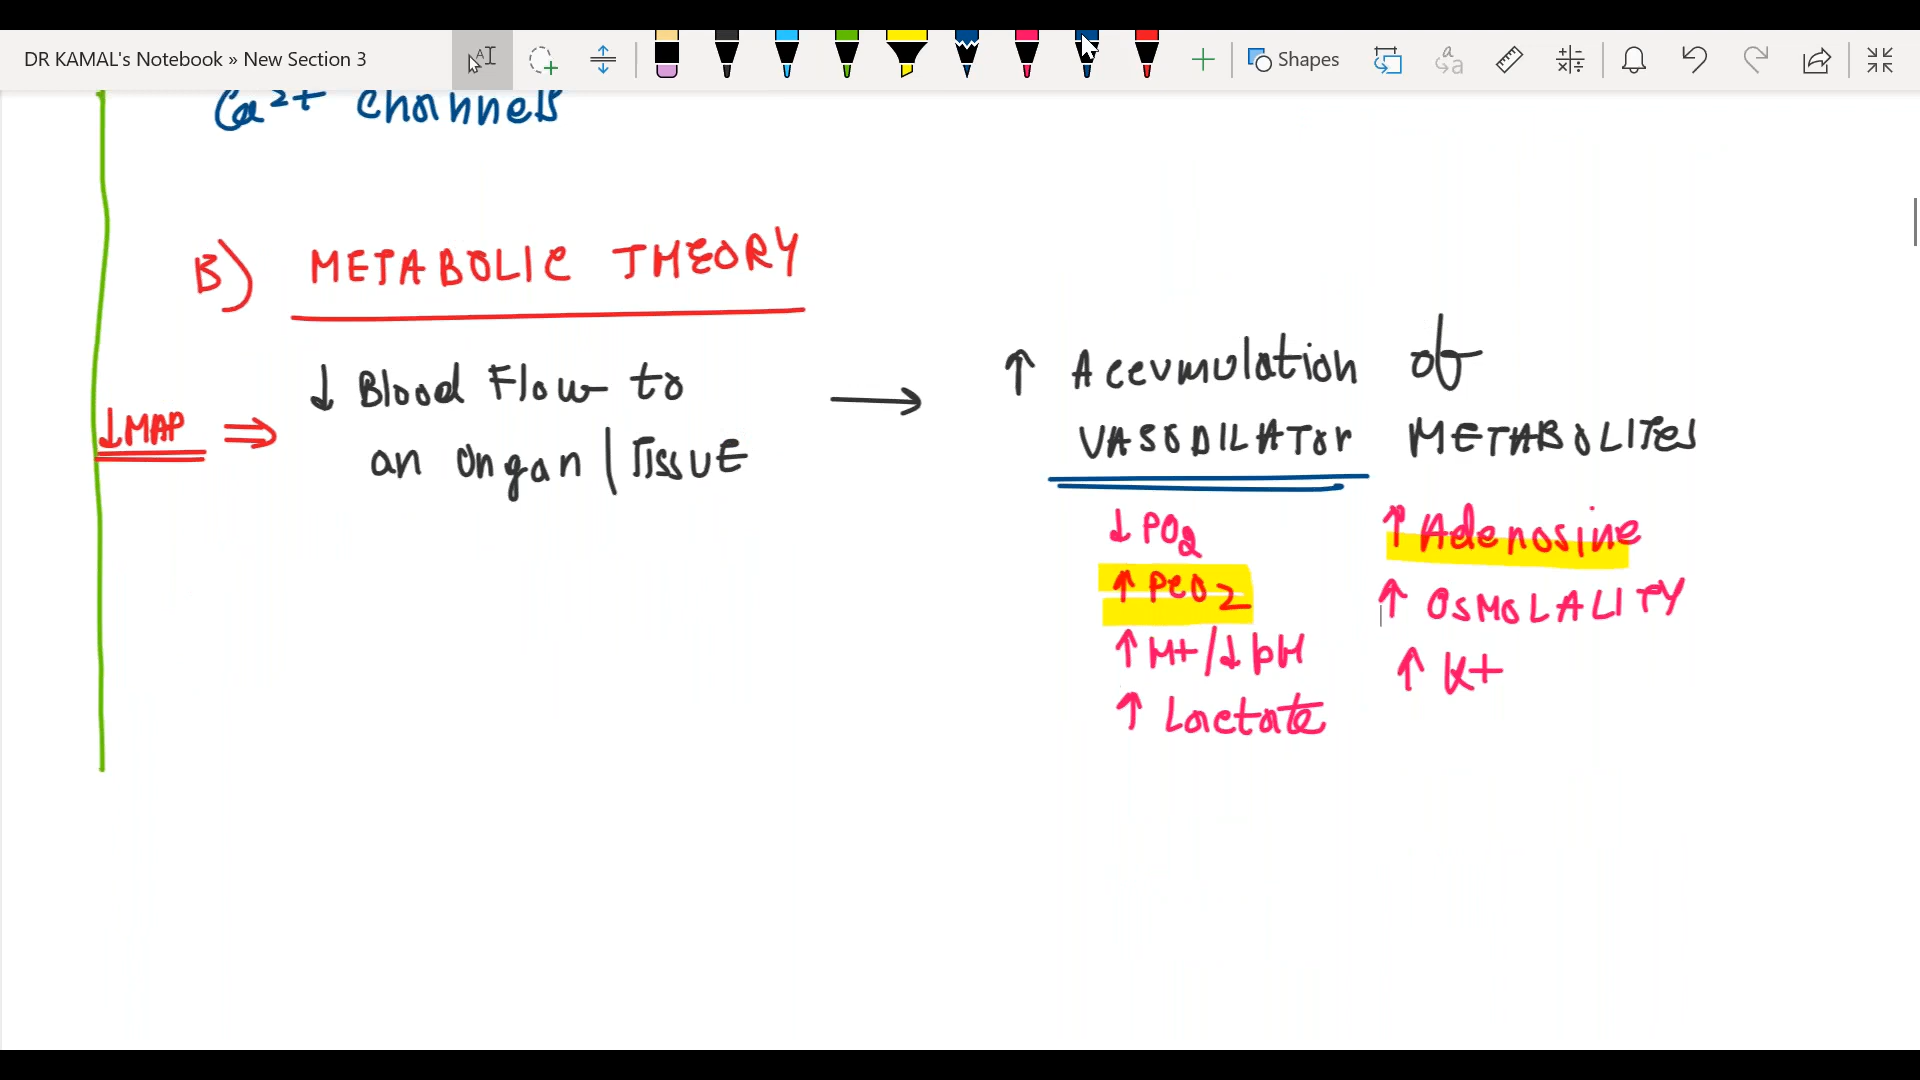 DR KAMAL's Notebook » New Section 3
Shapes
Ca²⁺ channels
B) METABOLIC THEORY
↓ Blood Flow to
an organ / TissuE
↓MAP ⇒
→
↑ Accumulation of
VASODILATOR METABOLITES
↓ PO₂
↑ PCO₂
↑ H+/↓pH
↑ Lactate
↑ Adenosine
↑ OSMOLALITY
↑ K+